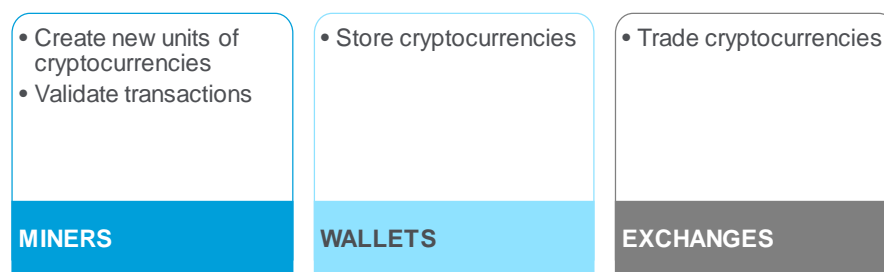 • Create new units of
cryptocurrencies
• Validate transactions
MINERS
• Store cryptocurrencies
WALLETS
• Trade cryptocurrencies
EXCHANGES